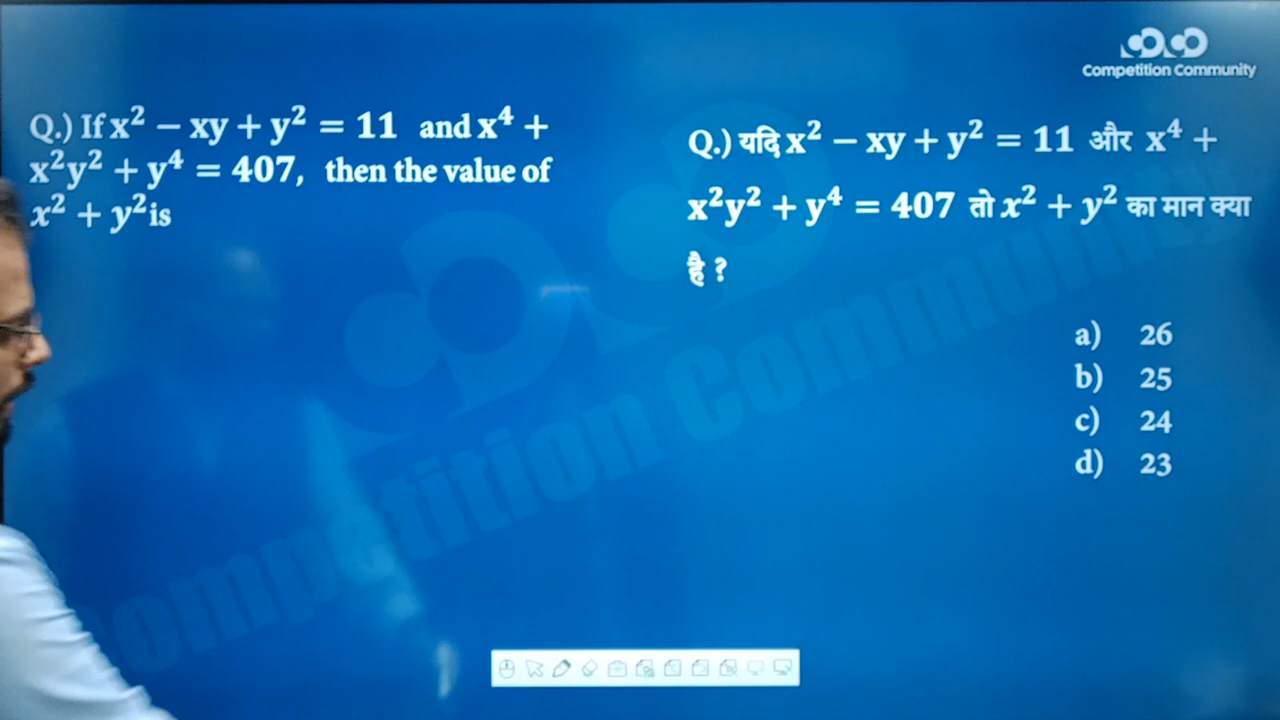 Competition Community
Q.) If x² − xy + y² = 11 and x⁴ +
x²y² + y⁴ = 407, then the value of
x² + y² is
Q.) यदि x² − xy + y² = 11 और x⁴ +
x²y² + y⁴ = 407 तो x² + y² का मान क्या
है ?
a) 26
b) 25
c) 24
d) 23
Competition Community